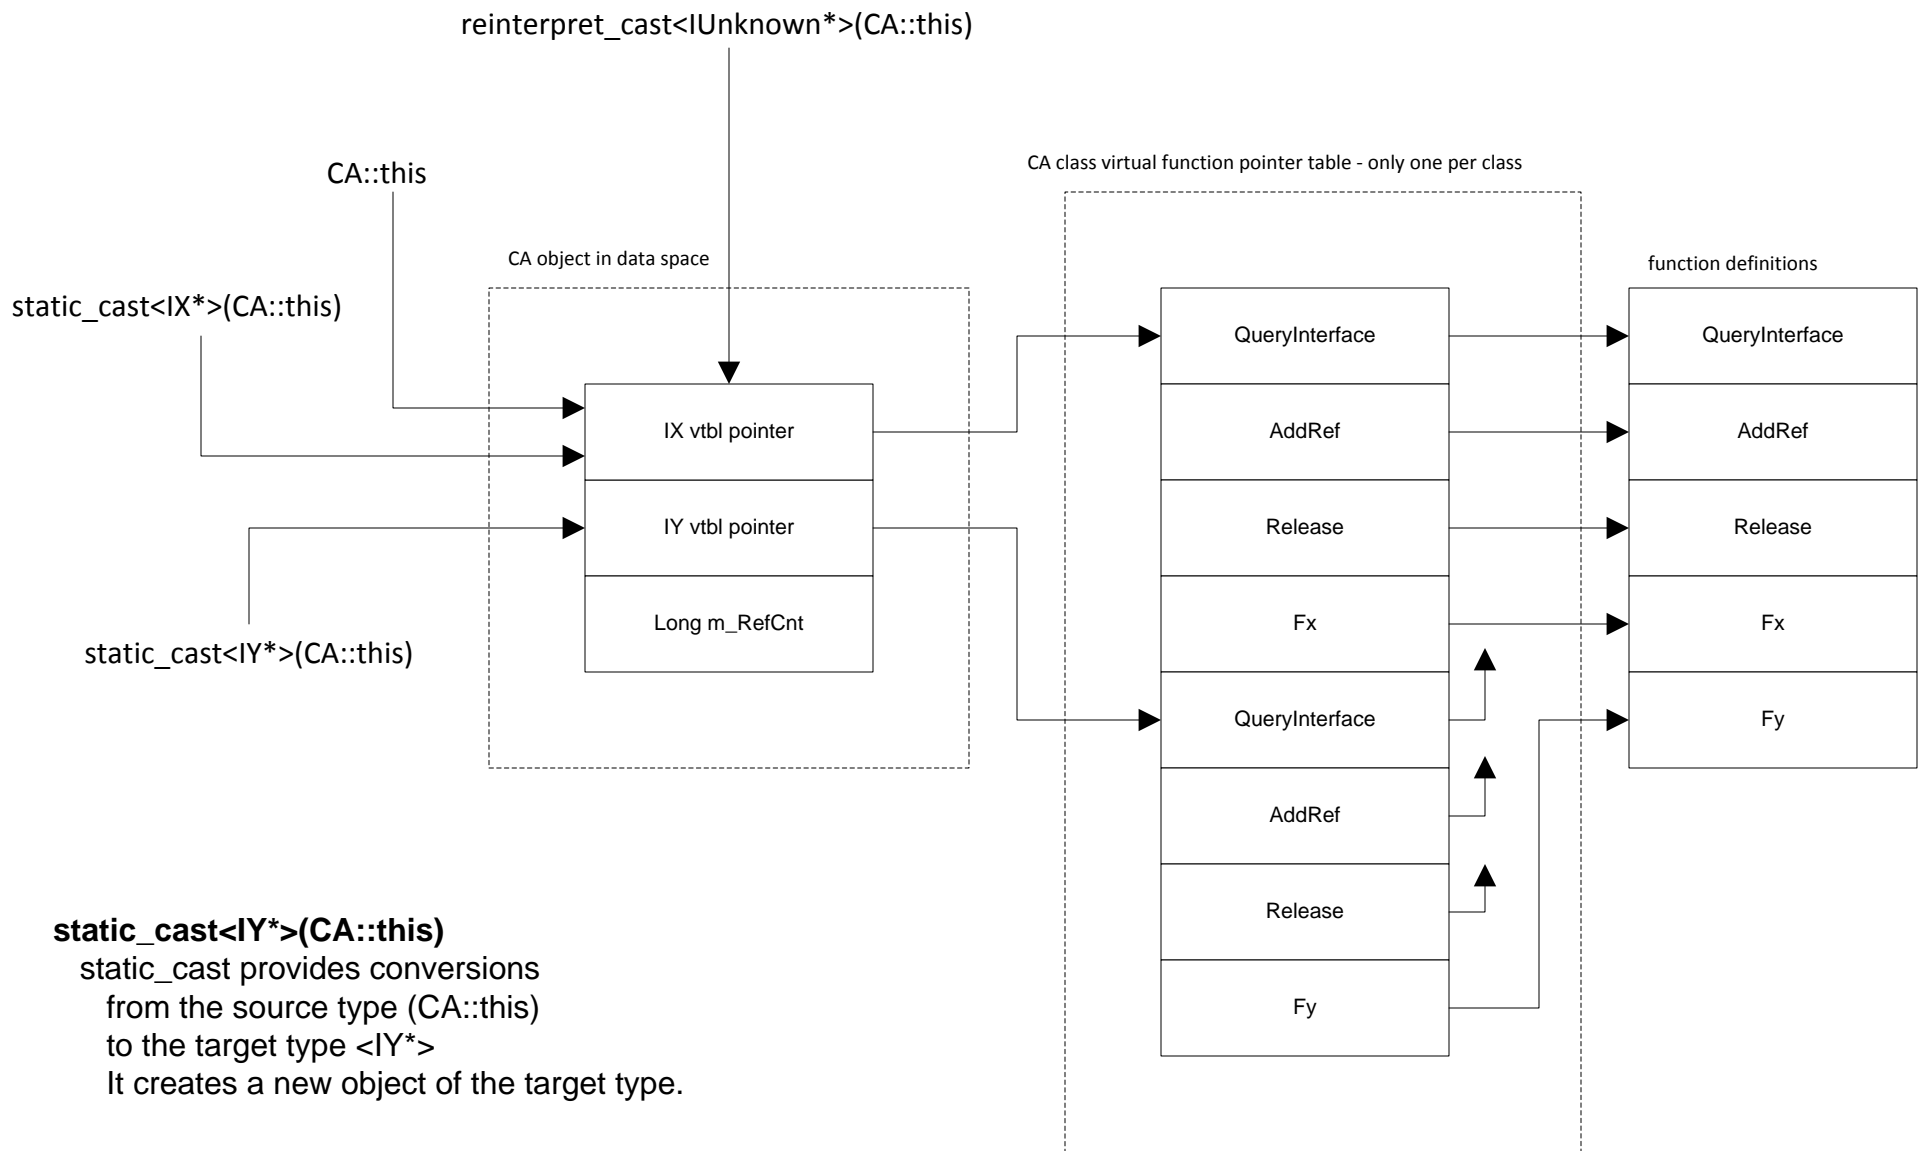 reinterpret_cast<IUnknown*>(CA::this)
CA::this
static_cast<IX*>(CA::this)
static_cast<IY*>(CA::this)
CA object in data space
IX vtbl pointer
IY vtbl pointer
Long m_RefCnt
CA class virtual function pointer table - only one per class
QueryInterface
AddRef
Release
Fx
QueryInterface
AddRef
Release
Fy
function definitions
QueryInterface
AddRef
Release
Fx
Fy
static_cast<IY*>(CA::this)
static_cast provides conversions
from the source type (CA::this)
to the target type <IY*>
It creates a new object of the target type.